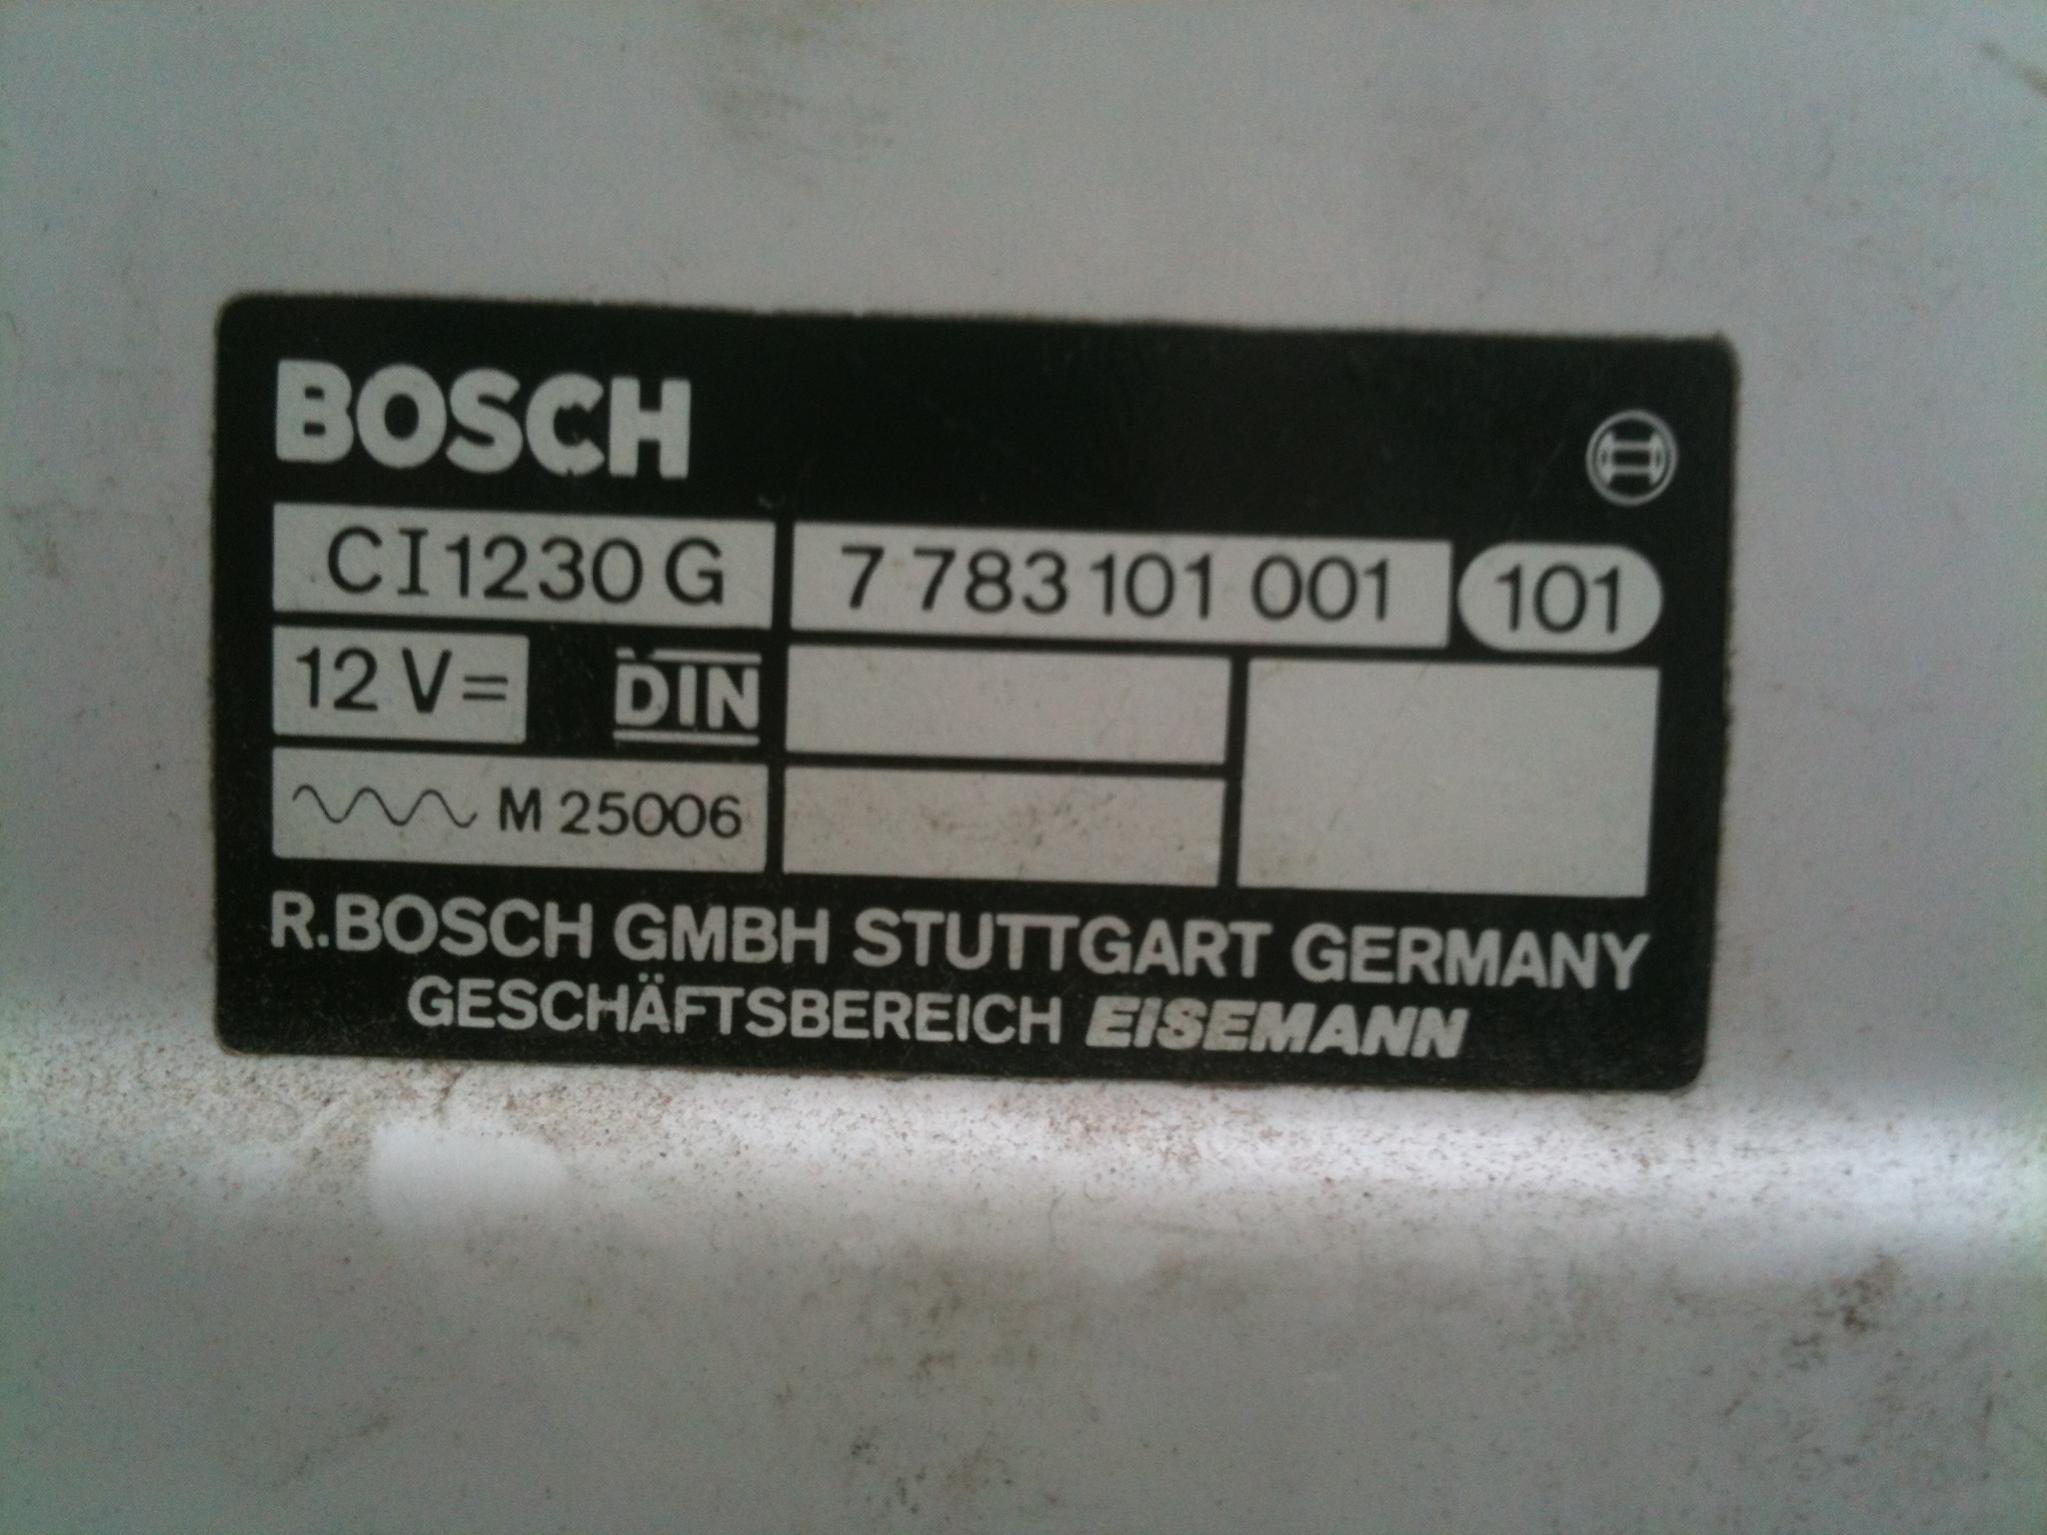 BOSCH
CI1230 G 7 783 101 001 101
12 V= DIN
M 25006
R.BOSCH GMBH STUTTGART GERMANY
GESCHÄFTSBEREICH EISEMANN